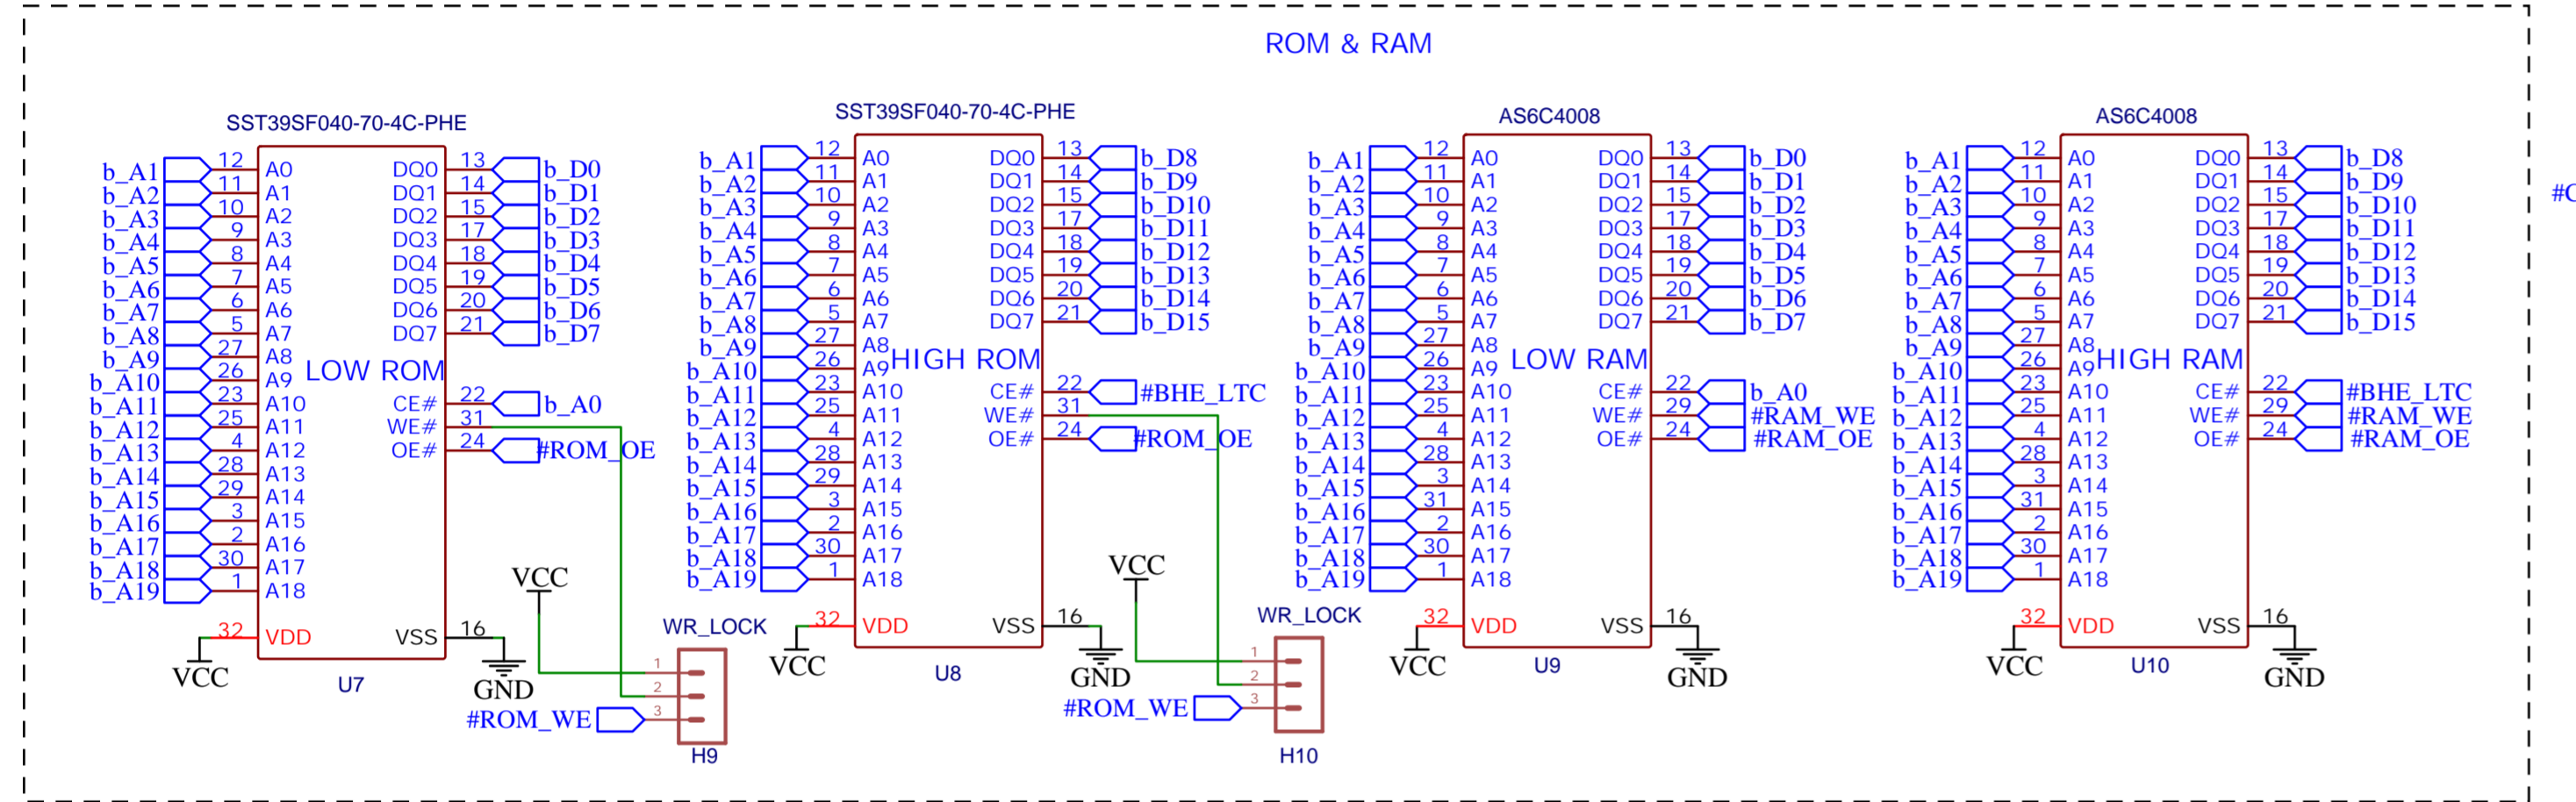 ROM & RAM
SST39SF040-70-4C-PHE
b_A1 12 A0 DQ0 13 b_D0
b_A2 11 A1 DQ1 14 b_D1
b_A3 10 A2 DQ2 15 b_D2
b_A4 9 A3 DQ3 17 b_D3
b_A5 8 A4 DQ4 18 b_D4
b_A6 7 A5 DQ5 19 b_D5
b_A7 6 A6 DQ6 20 b_D6
b_A8 5 A7 DQ7 21 b_D7
b_A9 27 A8
LOW ROM
b_A10 26 A9
b_A11 23 A10 CE# 22 b_A0
b_A12 25 A11 WE# 31
b_A13 4 A12 OE# 24 #ROM_OE
b_A14 28 A13
b_A15 29 A14
b_A16 3 A15
b_A17 2 A16
b_A18 30 A17
b_A19 1 A18
32 VDD VSS 16
VCC
GND
U7
VCC
WR_LOCK
1
2
#ROM_WE 3
H9
SST39SF040-70-4C-PHE
b_A1 12 A0 DQ0 13 b_D8
b_A2 11 A1 DQ1 14 b_D9
b_A3 10 A2 DQ2 15 b_D10
b_A4 9 A3 DQ3 17 b_D11
b_A5 8 A4 DQ4 18 b_D12
b_A6 7 A5 DQ5 19 b_D13
b_A7 6 A6 DQ6 20 b_D14
b_A8 5 A7 DQ7 21 b_D15
b_A9 27 A8
HIGH ROM
b_A10 26 A9
b_A11 23 A10 CE# 22 #BHE_LTC
b_A12 25 A11 WE# 31
b_A13 4 A12 OE# 24 #ROM_OE
b_A14 28 A13
b_A15 29 A14
b_A16 3 A15
b_A17 2 A16
b_A18 30 A17
b_A19 1 A18
32 VDD VSS 16
VCC
GND
U8
VCC
WR_LOCK
1
2
#ROM_WE 3
H10
AS6C4008
b_A1 12 A0 DQ0 13 b_D0
b_A2 11 A1 DQ1 14 b_D1
b_A3 10 A2 DQ2 15 b_D2
b_A4 9 A3 DQ3 17 b_D3
b_A5 8 A4 DQ4 18 b_D4
b_A6 7 A5 DQ5 19 b_D5
b_A7 6 A6 DQ6 20 b_D6
b_A8 5 A7 DQ7 21 b_D7
b_A9 27 A8
LOW RAM
b_A10 26 A9
b_A11 23 A10 CE# 22 b_A0
b_A12 25 A11 WE# 29 #RAM_WE
b_A13 4 A12 OE# 24 #RAM_OE
b_A14 28 A13
b_A15 3 A14
b_A16 31 A15
b_A17 2 A16
b_A18 30 A17
b_A19 1 A18
32 VDD VSS 16
VCC
GND
U9
AS6C4008
b_A1 12 A0 DQ0 13 b_D8
b_A2 11 A1 DQ1 14 b_D9
b_A3 10 A2 DQ2 15 b_D10
b_A4 9 A3 DQ3 17 b_D11
b_A5 8 A4 DQ4 18 b_D12
b_A6 7 A5 DQ5 19 b_D13
b_A7 6 A6 DQ6 20 b_D14
b_A8 5 A7 DQ7 21 b_D15
b_A9 27 A8
HIGH RAM
b_A10 26 A9
b_A11 23 A10 CE# 22 #BHE_LTC
b_A12 25 A11 WE# 29 #RAM_WE
b_A13 4 A12 OE# 24 #RAM_OE
b_A14 28 A13
b_A15 3 A14
b_A16 31 A15
b_A17 2 A16
b_A18 30 A17
b_A19 1 A18
32 VDD VSS 16
VCC
GND
U10